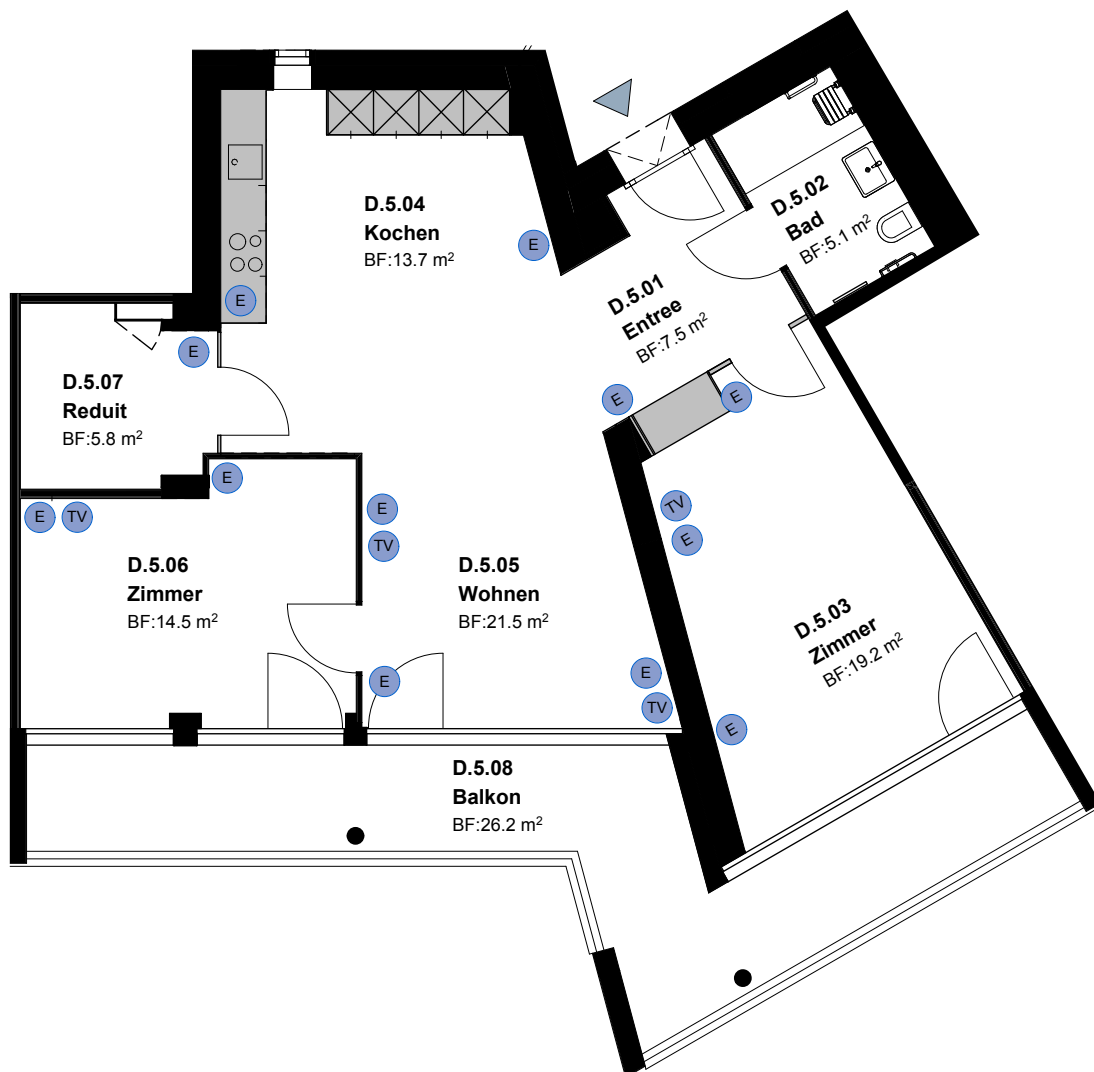 D.5.04
Kochen
BF:13.7 m²
E
E
D.5.02
Bad
BF:5.1 m²
D.5.01
Entree
BF:7.5 m²
E
D.5.07
Reduit
BF:5.8 m²
E
E
E
E
TV
E
TV
E
TV
E
D.5.06
Zimmer
BF:14.5 m²
D.5.05
Wohnen
BF:21.5 m²
D.5.03
Zimmer
BF:19.2 m²
E
E
TV
E
D.5.08
Balkon
BF:26.2 m²